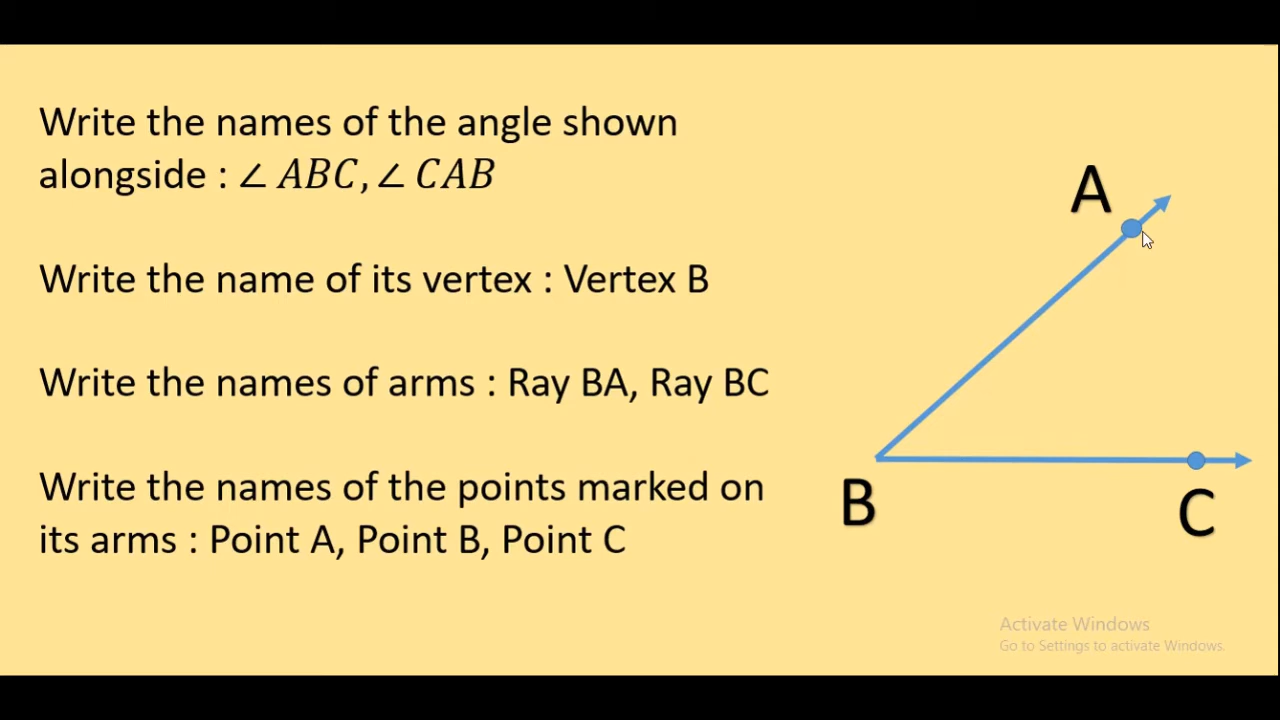 Write the names of the angle shown
alongside : ∠ ABC, ∠ CAB
Write the name of its vertex : Vertex B
Write the names of arms : Ray BA, Ray BC
Write the names of the points marked on
its arms : Point A, Point B, Point C
A
B
C
Activate Windows
Go to Settings to activate Windows.